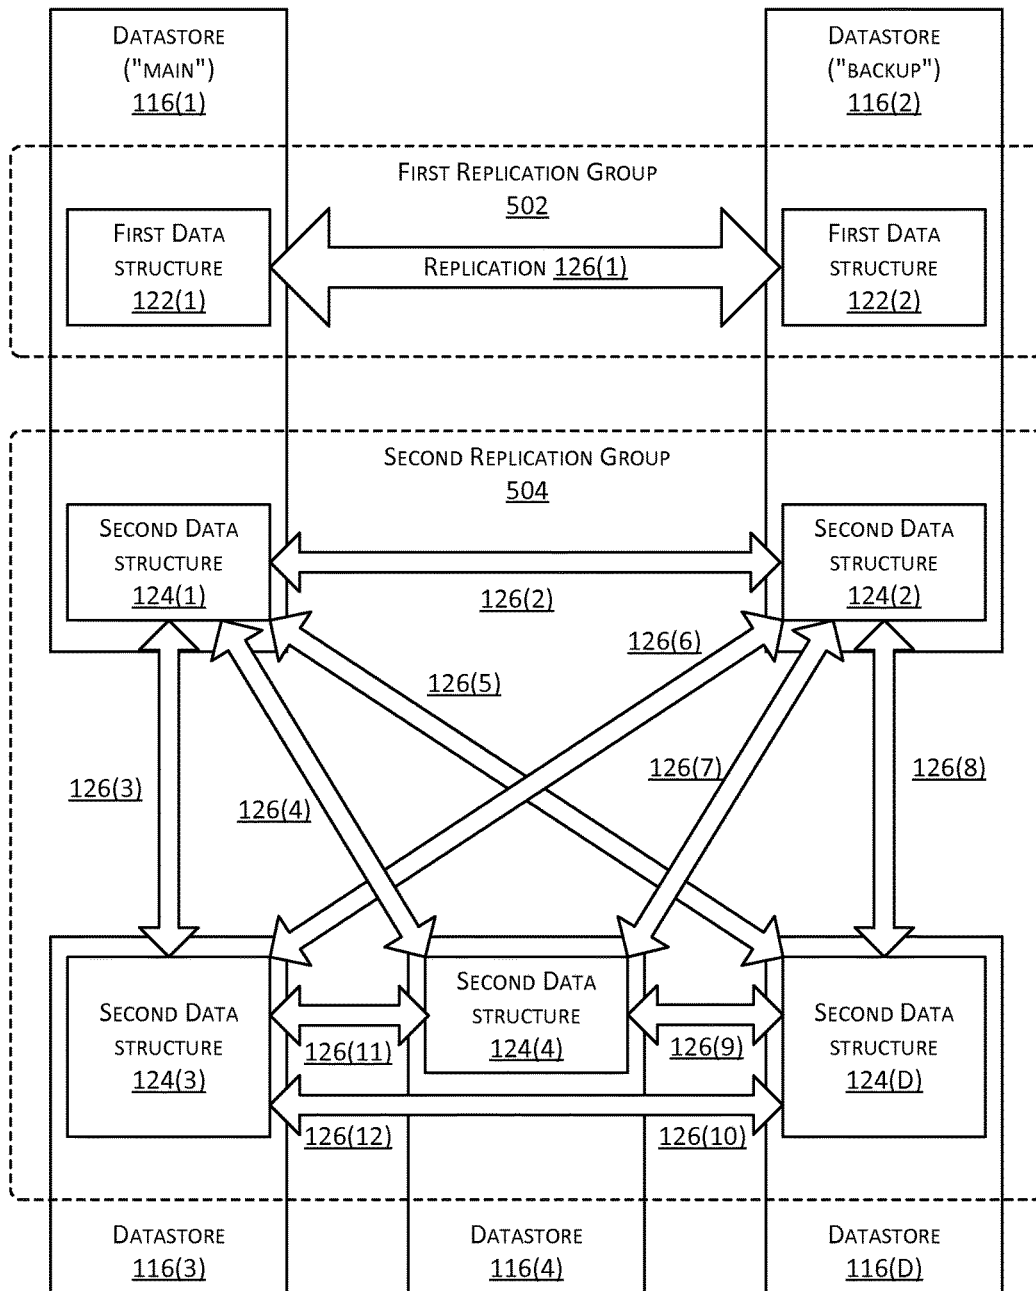 DATASTORE
("MAIN")
116(1)
DATASTORE
("BACKUP")
116(2)
FIRST REPLICATION GROUP
502
FIRST DATA
STRUCTURE
122(1)
REPLICATION 126(1)
FIRST DATA
STRUCTURE
122(2)
SECOND REPLICATION GROUP
504
SECOND DATA
STRUCTURE
124(1)
126(2)
SECOND DATA
STRUCTURE
124(2)
126(6)
126(5)
126(3)
126(4)
126(7)
126(8)
SECOND DATA
STRUCTURE
124(3)
126(11)
SECOND DATA
STRUCTURE
124(4)
126(9)
SECOND DATA
STRUCTURE
124(D)
126(12)
126(10)
DATASTORE
116(3)
DATASTORE
116(4)
DATASTORE
116(D)